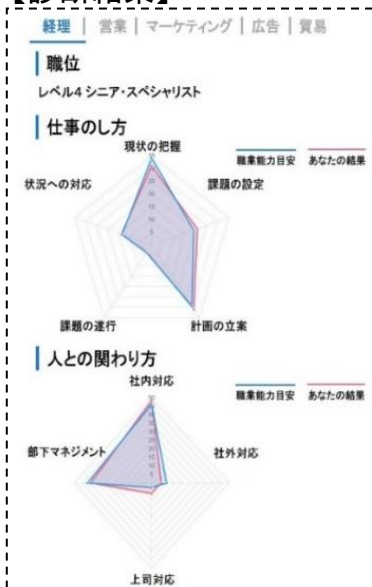 経理 | 営業 | マーケティング | 広告 | 貿易
職位
レベル4 シニア・スペシャリスト
仕事のし方
現状の把握
職業能力目安 あなたの結果
状況への対応
課題の設定
課題の遂行
計画の立案
人との関わり方
社内対応
職業能力目安 あなたの結果
部下マネジメント
社外対応
上司対応